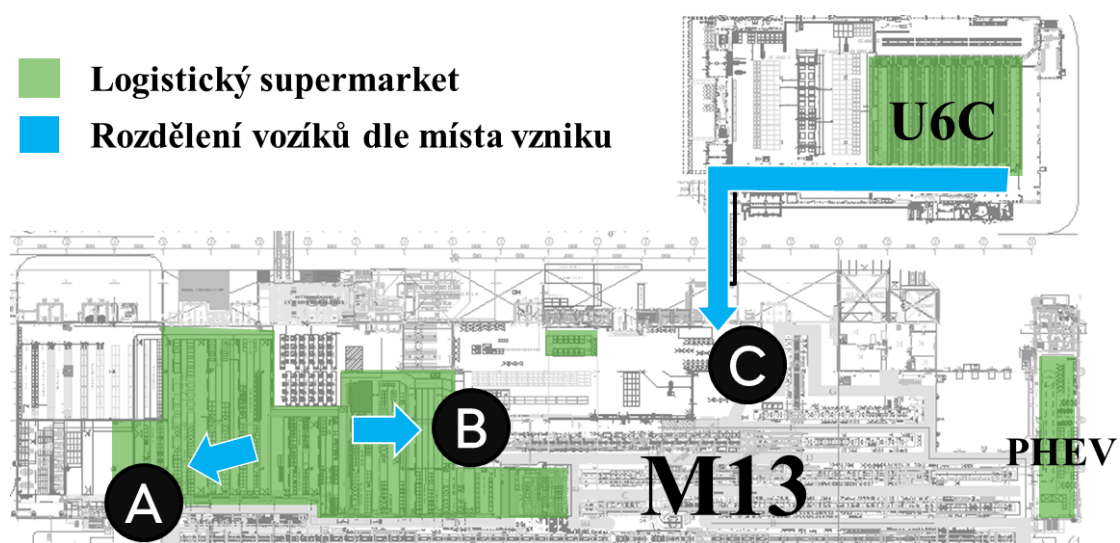 Logistický supermarket
Rozdělení vozíků dle místa vzniku
U6C
C
B
A
M13
PHEV